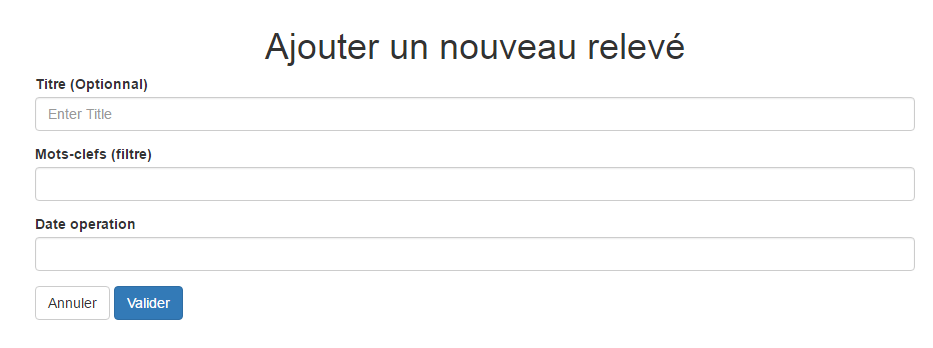 Ajouter un nouveau relevé
Titre (Optionnal)
Enter Title
Mots-clefs (filtre)
Date operation
Annuler Valider